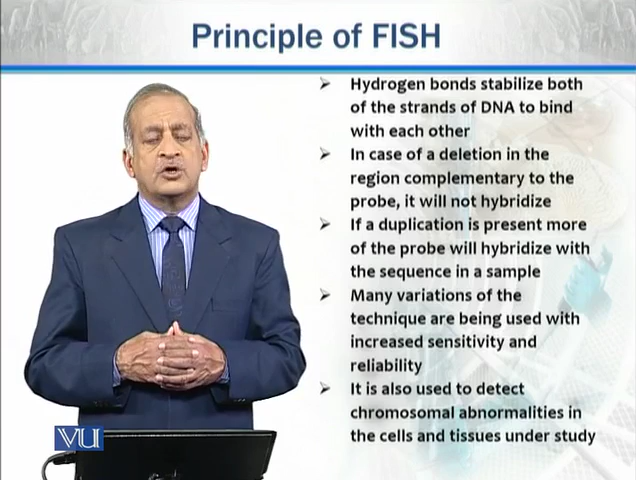 Principle of FISH
Hydrogen bonds stabilize both
of the strands of DNA to bind
with each other
In case of a deletion in the
region complementary to the
probe, it will not hybridize
If a duplication is present more
of the probe will hybridize with
the sequence in a sample
Many variations of the
technique are being used with
increased sensitivity and
reliability
It is also used to detect
chromosomal abnormalities in
the cells and tissues under study
VU